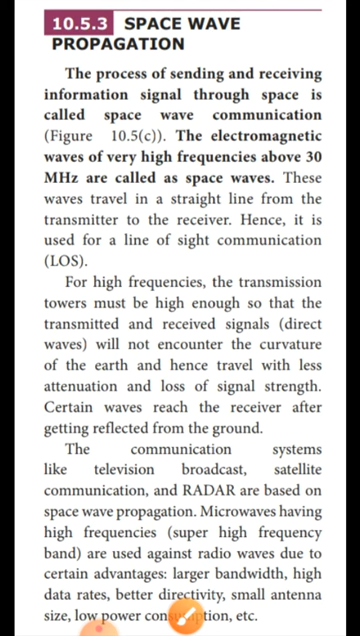 10.5.3 SPACE WAVE
PROPAGATION
The process of sending and receiving
information signal through space is
called space wave communication
(Figure 10.5(c)). The electromagnetic
waves of very high frequencies above 30
MHz are called as space waves. These
waves travel in a straight line from the
transmitter to the receiver. Hence, it is
used for a line of sight communication
(LOS).
For high frequencies, the transmission
towers must be high enough so that the
transmitted and received signals (direct
waves) will not encounter the curvature
of the earth and hence travel with less
attenuation and loss of signal strength.
Certain waves reach the receiver after
getting reflected from the ground.
The communication systems
like television broadcast, satellite
communication, and RADAR are based on
space wave propagation. Microwaves having
high frequencies (super high frequency
band) are used against radio waves due to
certain advantages: larger bandwidth, high
data rates, better directivity, small antenna
size, low power consumption, etc.